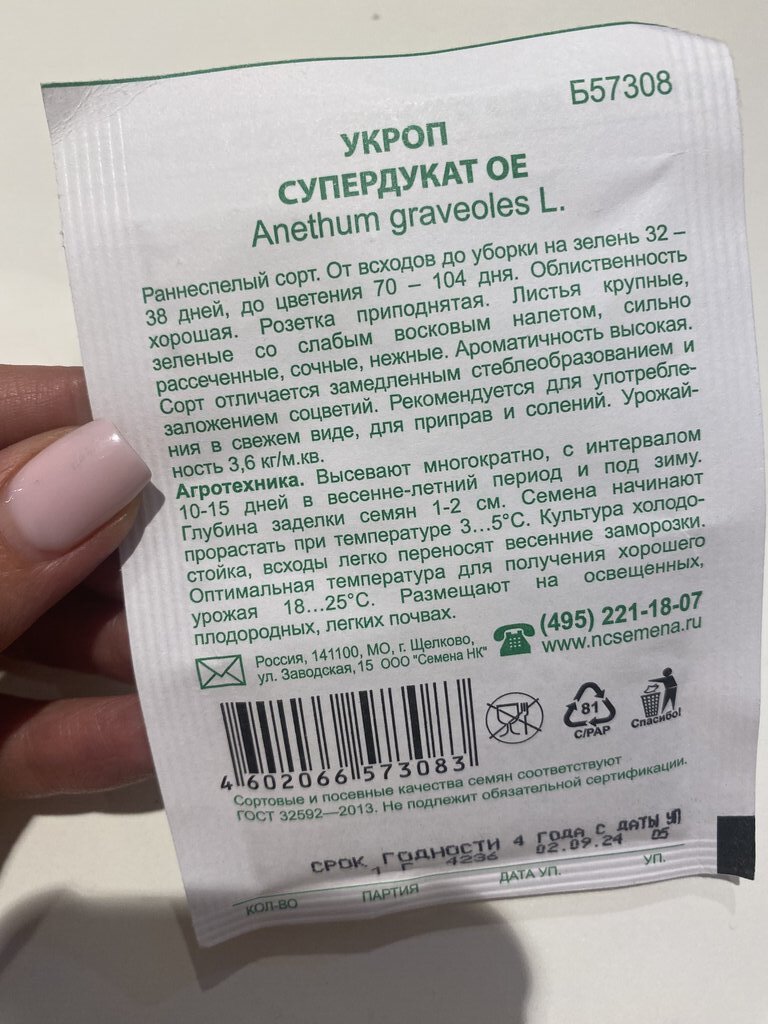 Б57308
УКРОП
СУПЕРДУКАТ ОЕ
Anethum graveoles L.
Раннеспелый сорт. От всходов до уборки на зелень 32 –
38 дней, до цветения 70 – 104 дня. Облиственность
хорошая. Розетка приподнятая. Листья крупные,
зеленые со слабым восковым налетом, сильно
рассеченные, сочные, нежные. Ароматичность высокая.
Сорт отличается замедленным стеблеобразованием и
заложением соцветий. Рекомендуется для употребле-
ния в свежем виде, для приправ и солений. Урожай-
ность 3,6 кг/м.кв.
Агротехника. Высевают многократно, с интервалом
10-15 дней в весенне-летний период и под зиму.
Глубина заделки семян 1-2 см. Семена начинают
прорастать при температуре 3...5°С. Культура холодо-
стойка, всходы легко переносят весенние заморозки.
Оптимальная температура для получения хорошего
урожая 18...25°С. Размещают на освещенных,
плодородных, легких почвах.
Россия, 141100, МО, г. Щелково,
ул. Заводская,15 ООО "Семена НК"
(495) 221-18-07
www.ncsemena.ru
81
C/PAP
Спасибо!
4 602066 573083
Сортовые и посевные качества семян соответствуют
ГОСТ 32592—2013. Не подлежит обязательной сертификации.
СРОК ГОДНОСТИ 4 ГОДА С ДАТЫ УП
1 Г 4236 02.09.24 05
КОЛ-ВО ПАРТИЯ ДАТА УП. УП.